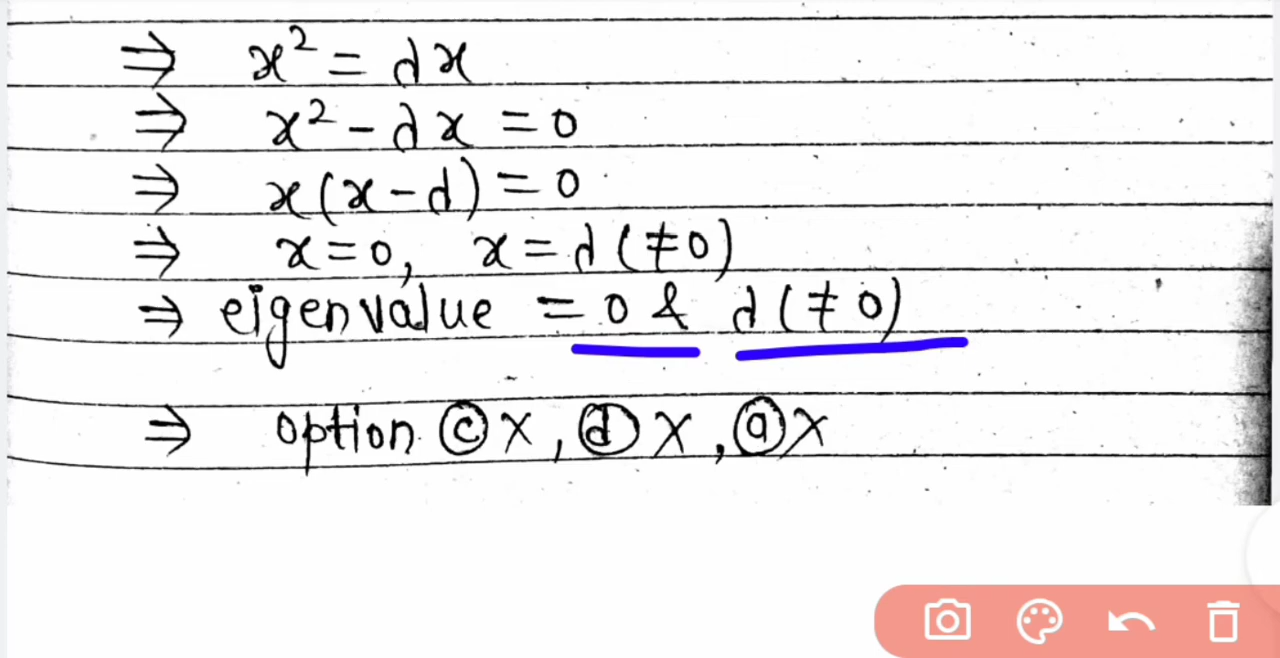 ⇒ x² = dx
⇒ x² - dx = 0
⇒ x(x-d) = 0
⇒ x = 0, x = d (≠0)
⇒ eigenvalue = 0 & d (≠ 0)
⇒ option ⓒ X, ⓓ X, ⓐ X